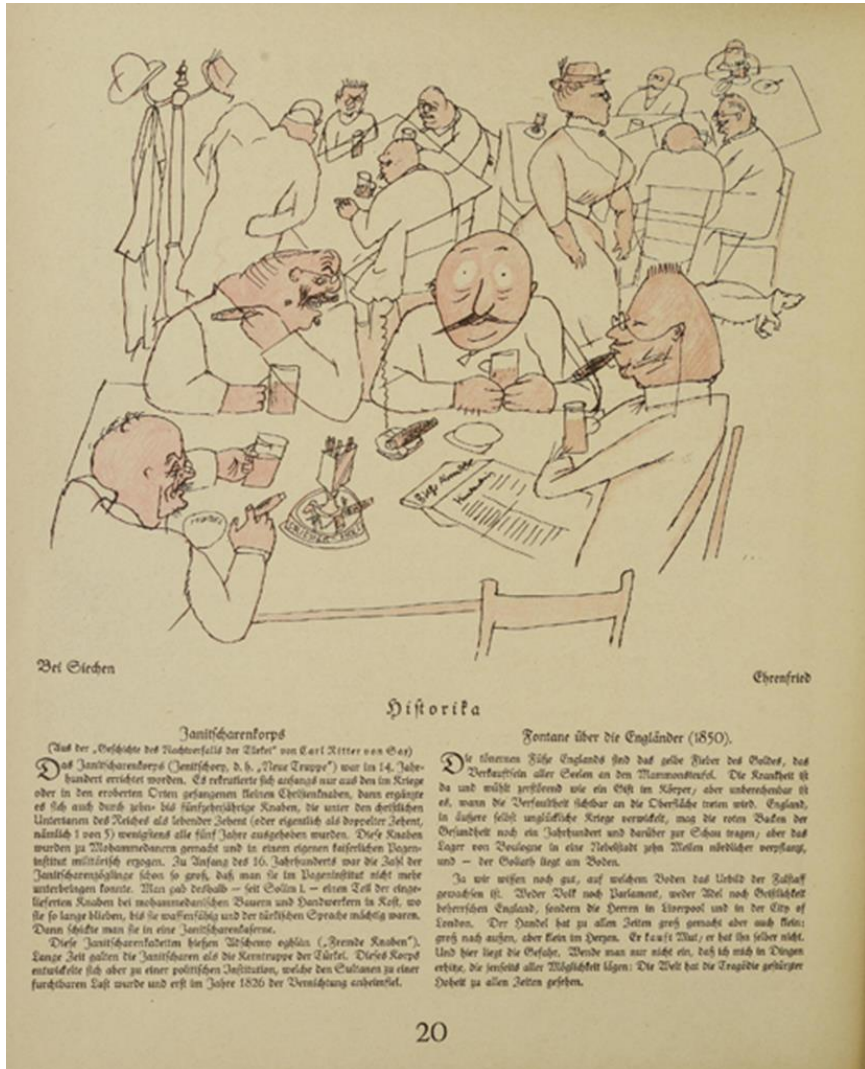 Bei Siechen
Ehrenfried
Historika
Janitscharenkorps
(Aus der „Geschichte des Machtverfalls der Türkei“ von Carl Ritter von Sax)
Das Janitscharenkorps (Jenitschery, d. h. „Neue Truppe“) war im 14. Jahr-
hundert errichtet worden. Es rekrutierte sich anfangs nur aus den im Kriege
oder in den eroberten Orten gefangenen kleinen Christenknaben, dann ergänzte
es sich auch durch zehn- bis fünfzehnjährige Knaben, die unter den christlichen
Untertanen des Reiches als lebender Zehent (oder eigentlich als doppelter Zehent,
nämlich 1 von 5) wenigstens alle fünf Jahre ausgehoben wurden. Diese Knaben
wurden zu Mohammedanern gemacht und in einem eigenen kaiserlichen Pagen-
institut militärisch erzogen. Zu Anfang des 16. Jahrhunderts war die Zahl der
Janitscharenzöglinge schon so groß, daß man sie im Pageninstitut nicht mehr
unterbringen konnte. Man gab deshalb — seit Selim I. — einen Teil der einge-
lieferten Knaben bei mohammedanischen Bauern und Handwerkern in Kost, wo
sie so lange blieben, bis sie waffenfähig und der türkischen Sprache mächtig waren.
Dann schickte man sie in eine Janitscharenkaserne.
Diese Janitscharenkadetten hießen Adschemy oghlün („Fremde Knaben“).
Lange Zeit galten die Janitscharen als die Kerntruppe der Türkei. Dieses Korps
entwickelte sich aber zu einer politischen Institution, welche den Sultanen zu einer
furchtbaren Last wurde und erst im Jahre 1826 der Vernichtung anheimfiel.
Fontane über die Engländer (1850).
Die tönernen Füße Englands sind das gelbe Fieber des Goldes, das
Verkauftsein aller Seelen an den Mammonsteufel. Die Krankheit ist
da und wühlt zerstörend wie ein Gift im Körper, aber unberechenbar ist
es, wann die Verfaultheit sichtbar an die Oberfläche treten wird. England,
in äußere selbst unglückliche Kriege verwickelt, mag die roten Backen der
Gesundheit noch ein Jahrhundert und darüber zur Schau tragen; aber das
Lager von Boulogne in eine Nebelstadt zehn Meilen nördlicher verpflanzt,
und — der Goliath liegt am Boden.
Ja wir wissen noch gut, auf welchem Boden das Urbild der Falstaff
gewachsen ist. Weder Volk noch Parlament, weder Adel noch Geistlichkeit
beherrschen England, sondern die Herren in Liverpool und in der City of
London. Der Handel hat zu allen Zeiten groß gemacht aber auch klein;
groß nach außen, aber klein im Herzen. Er kauft Mut, er hat ihn selber nicht.
Und hier liegt die Gefahr. Wende man nur nicht ein, daß ich mich in Dingen
erhitze, die jenseits aller Möglichkeit lägen: Die Welt hat die Tragödie gestürzter
Hoheit zu allen Zeiten gesehen.
20